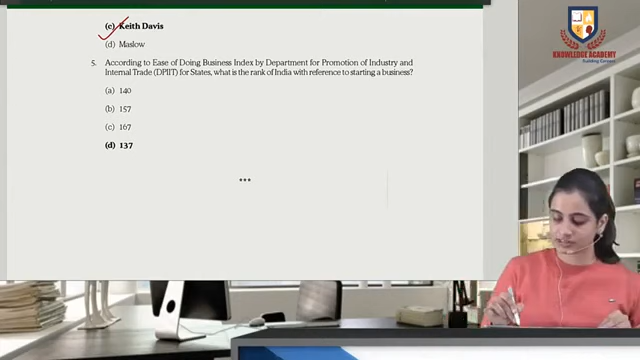 (c) Keith Davis
(d) Maslow
5. According to Ease of Doing Business Index by Department for Promotion of Industry and
Internal Trade (DPIIT) for States, what is the rank of India with reference to starting a business?
(a) 140
(b) 157
(c) 167
(d) 137
***
KNOWLEDGE ACADEMY
Building Careers